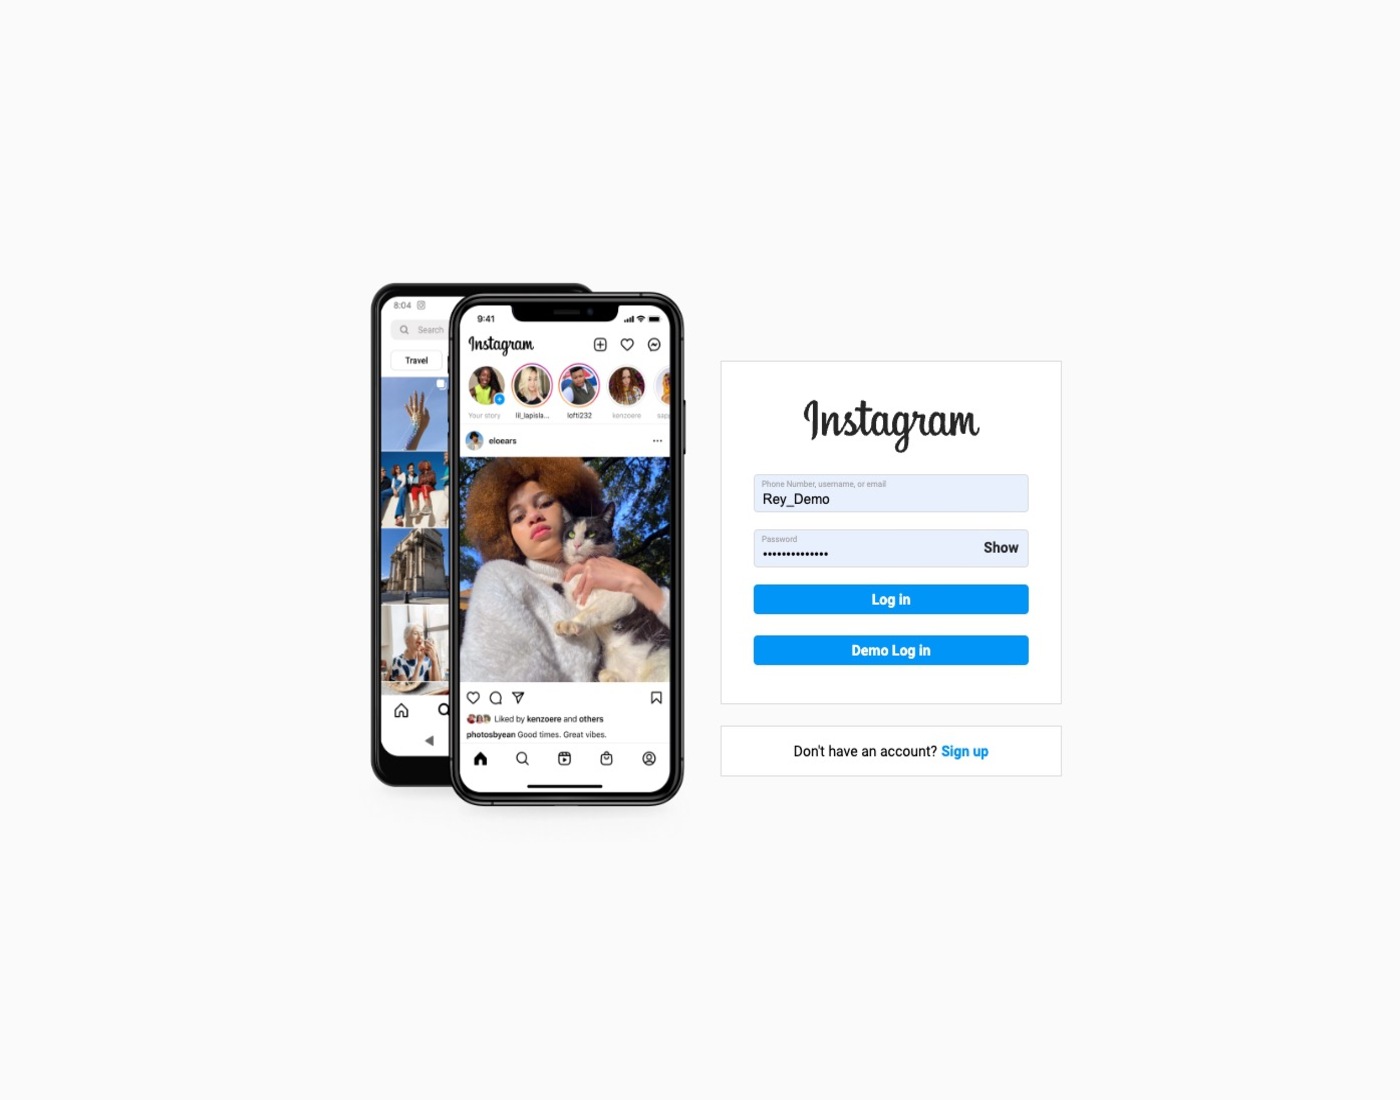 8:04
Search
Travel
9:41
Instagram
Your story
lil_lapisla...
lofti232
kenzoere
eloears
Liked by kenzoere and others
photosbyean Good times. Great vibes.
Instagram
Phone Number, username, or email
Rey_Demo
Password
••••••••••••••
Show
Log in
Demo Log in
Don't have an account? Sign up